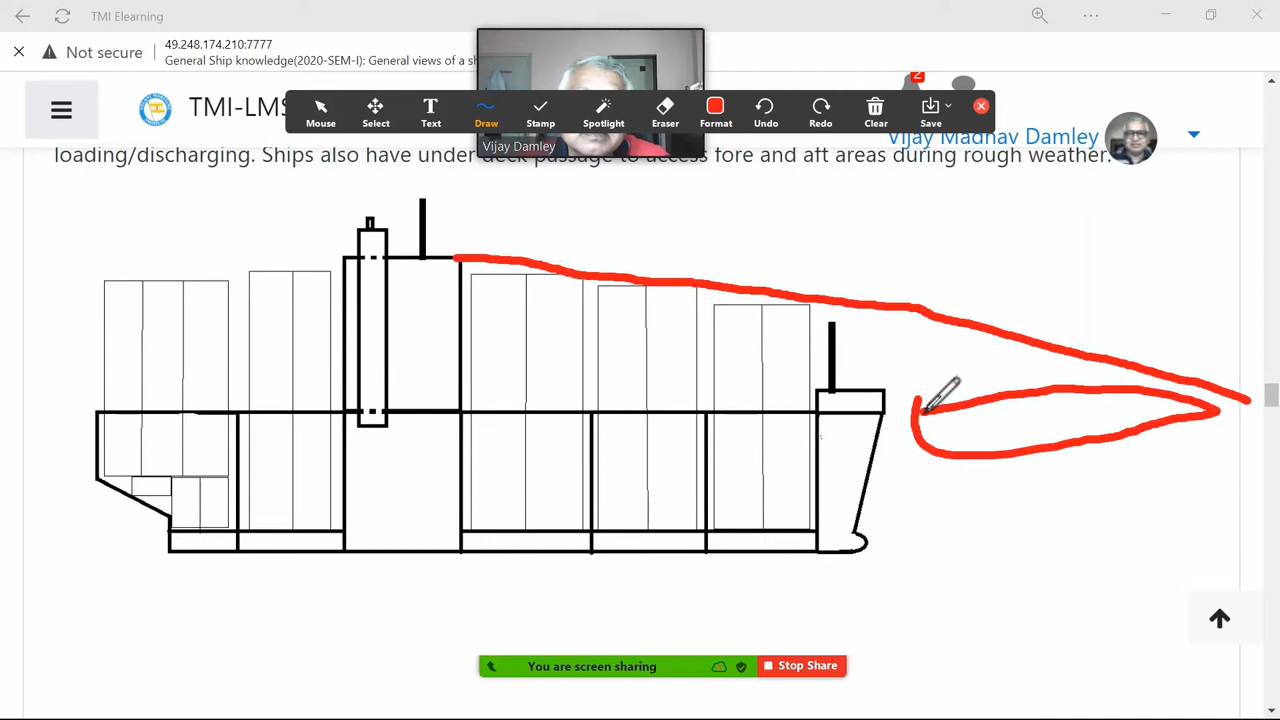 TMI Elearning
Not secure
49.248.174.210:7777
General Ship knowledge(2020-SEM-I): General views of a sh
TMI-LMS
2
Mouse Select Text Draw Stamp Spotlight Eraser Format Undo Redo Clear Save
Vijay Madhav Damley
Vijay Damley
loading/discharging. Ships also have under deck passage to access fore and aft areas during rough weather.
You are screen sharing Stop Share